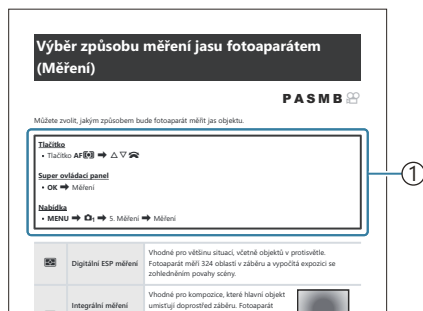 Výběr způsobu měření jasu fotoaparátem
(Měření)
PASMB
Můžete zvolit, jakým způsobem bude fotoaparát měřit jas objektu.
Tlačítko
• Tlačítko AF ➡ △▽
Super ovládací panel
• OK ➡ Měření
Nabídka
• MENU ➡ 1 ➡ 5. Měření ➡ Měření
1
Digitální ESP měření
Vhodné pro většinu situací, včetně objektů v protisvětle.
Fotoaparát měří 324 oblastí v záběru a vypočítá expozici se
zohledněním povahy scény.
Integrální měření
Vhodné pro kompozice, které hlavní objekt
umisťují doprostřed záběru. Fotoaparát